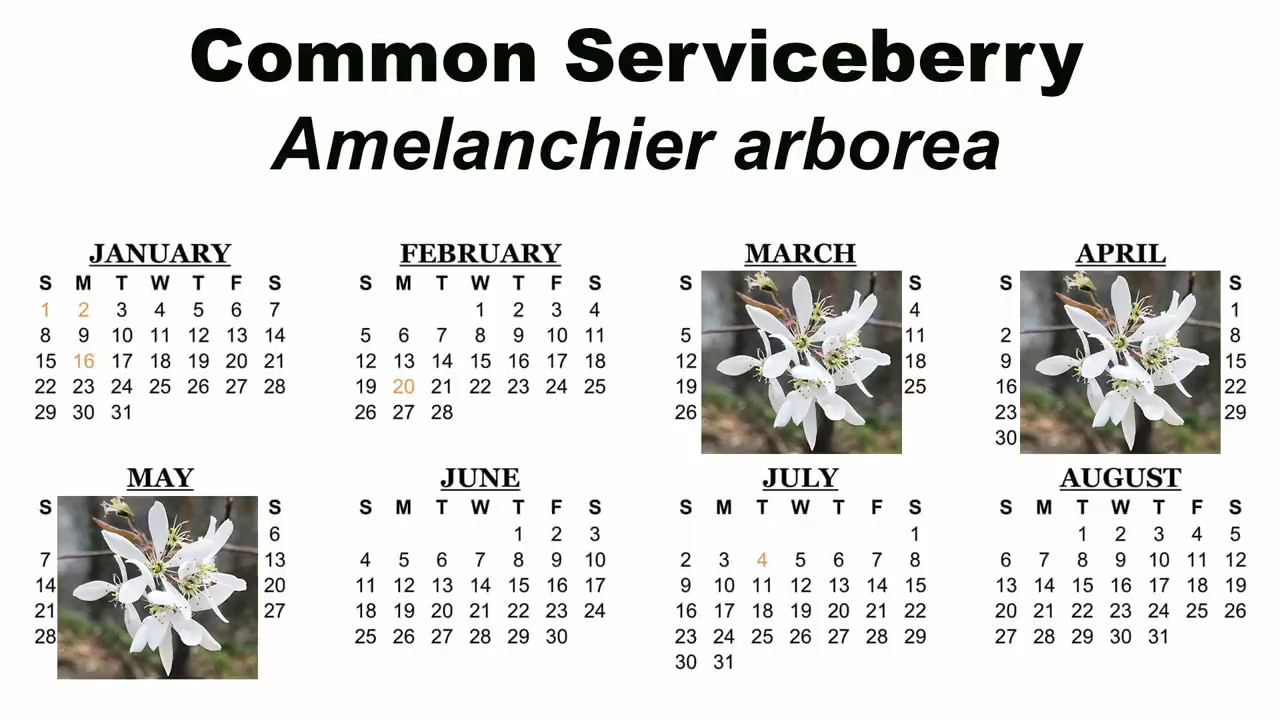 Common Serviceberry
Amelanchier arborea
JANUARY FEBRUARY MARCH APRIL
S M T W T F S S M T W T F S S S S S
1 2 3 4 5 6 7 1 2 3 4 4 1
8 9 10 11 12 13 14 5 6 7 8 9 10 11 5 11 2 8
15 16 17 18 19 20 21 12 13 14 15 16 17 18 12 18 9 15
22 23 24 25 26 27 28 19 20 21 22 23 24 25 19 25 16 22
29 30 31 26 27 28 26 23 29
30
MAY JUNE JULY AUGUST
S S S M T W T F S S M T W T F S S M T W T F S
6 1 2 3 1 1 2 3 4 5
7 13 4 5 6 7 8 9 10 2 3 4 5 6 7 8 6 7 8 9 10 11 12
14 20 11 12 13 14 15 16 17 9 10 11 12 13 14 15 13 14 15 16 17 18 19
21 27 18 19 20 21 22 23 24 16 17 18 19 20 21 22 20 21 22 23 24 25 26
28 25 26 27 28 29 30 23 24 25 26 27 28 29 27 28 29 30 31
30 31